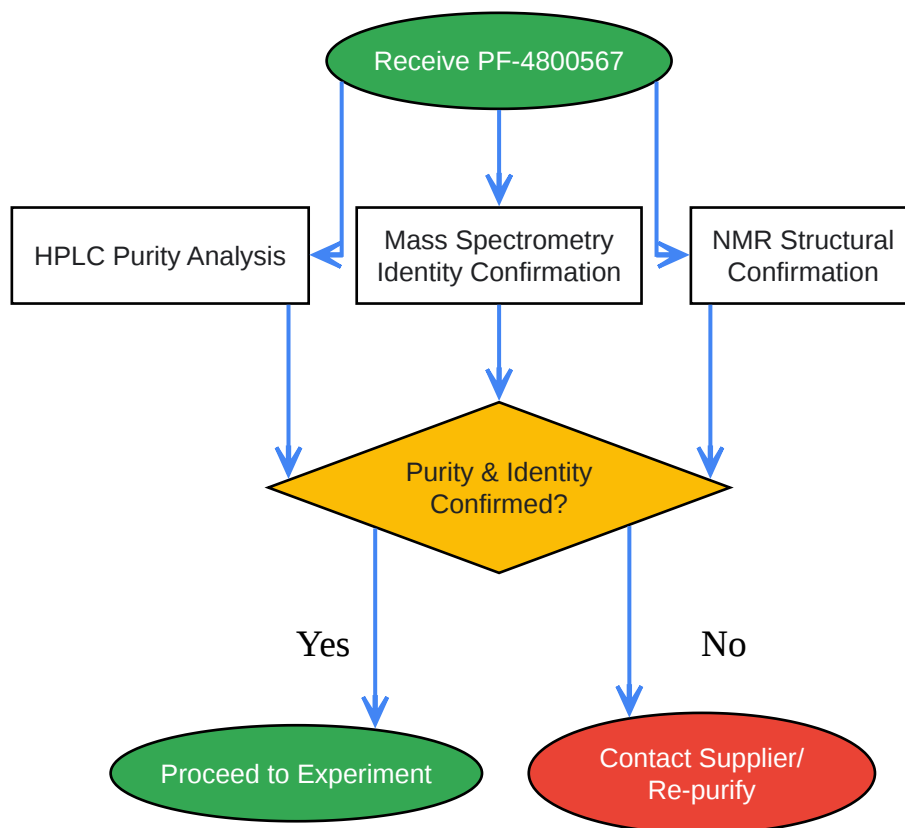 Receive PF-4800567
HPLC Purity Analysis
Mass Spectrometry
Identity Confirmation
NMR Structural
Confirmation
Purity & Identity
Confirmed?
Yes
No
Proceed to Experiment
Contact Supplier/
Re-purify